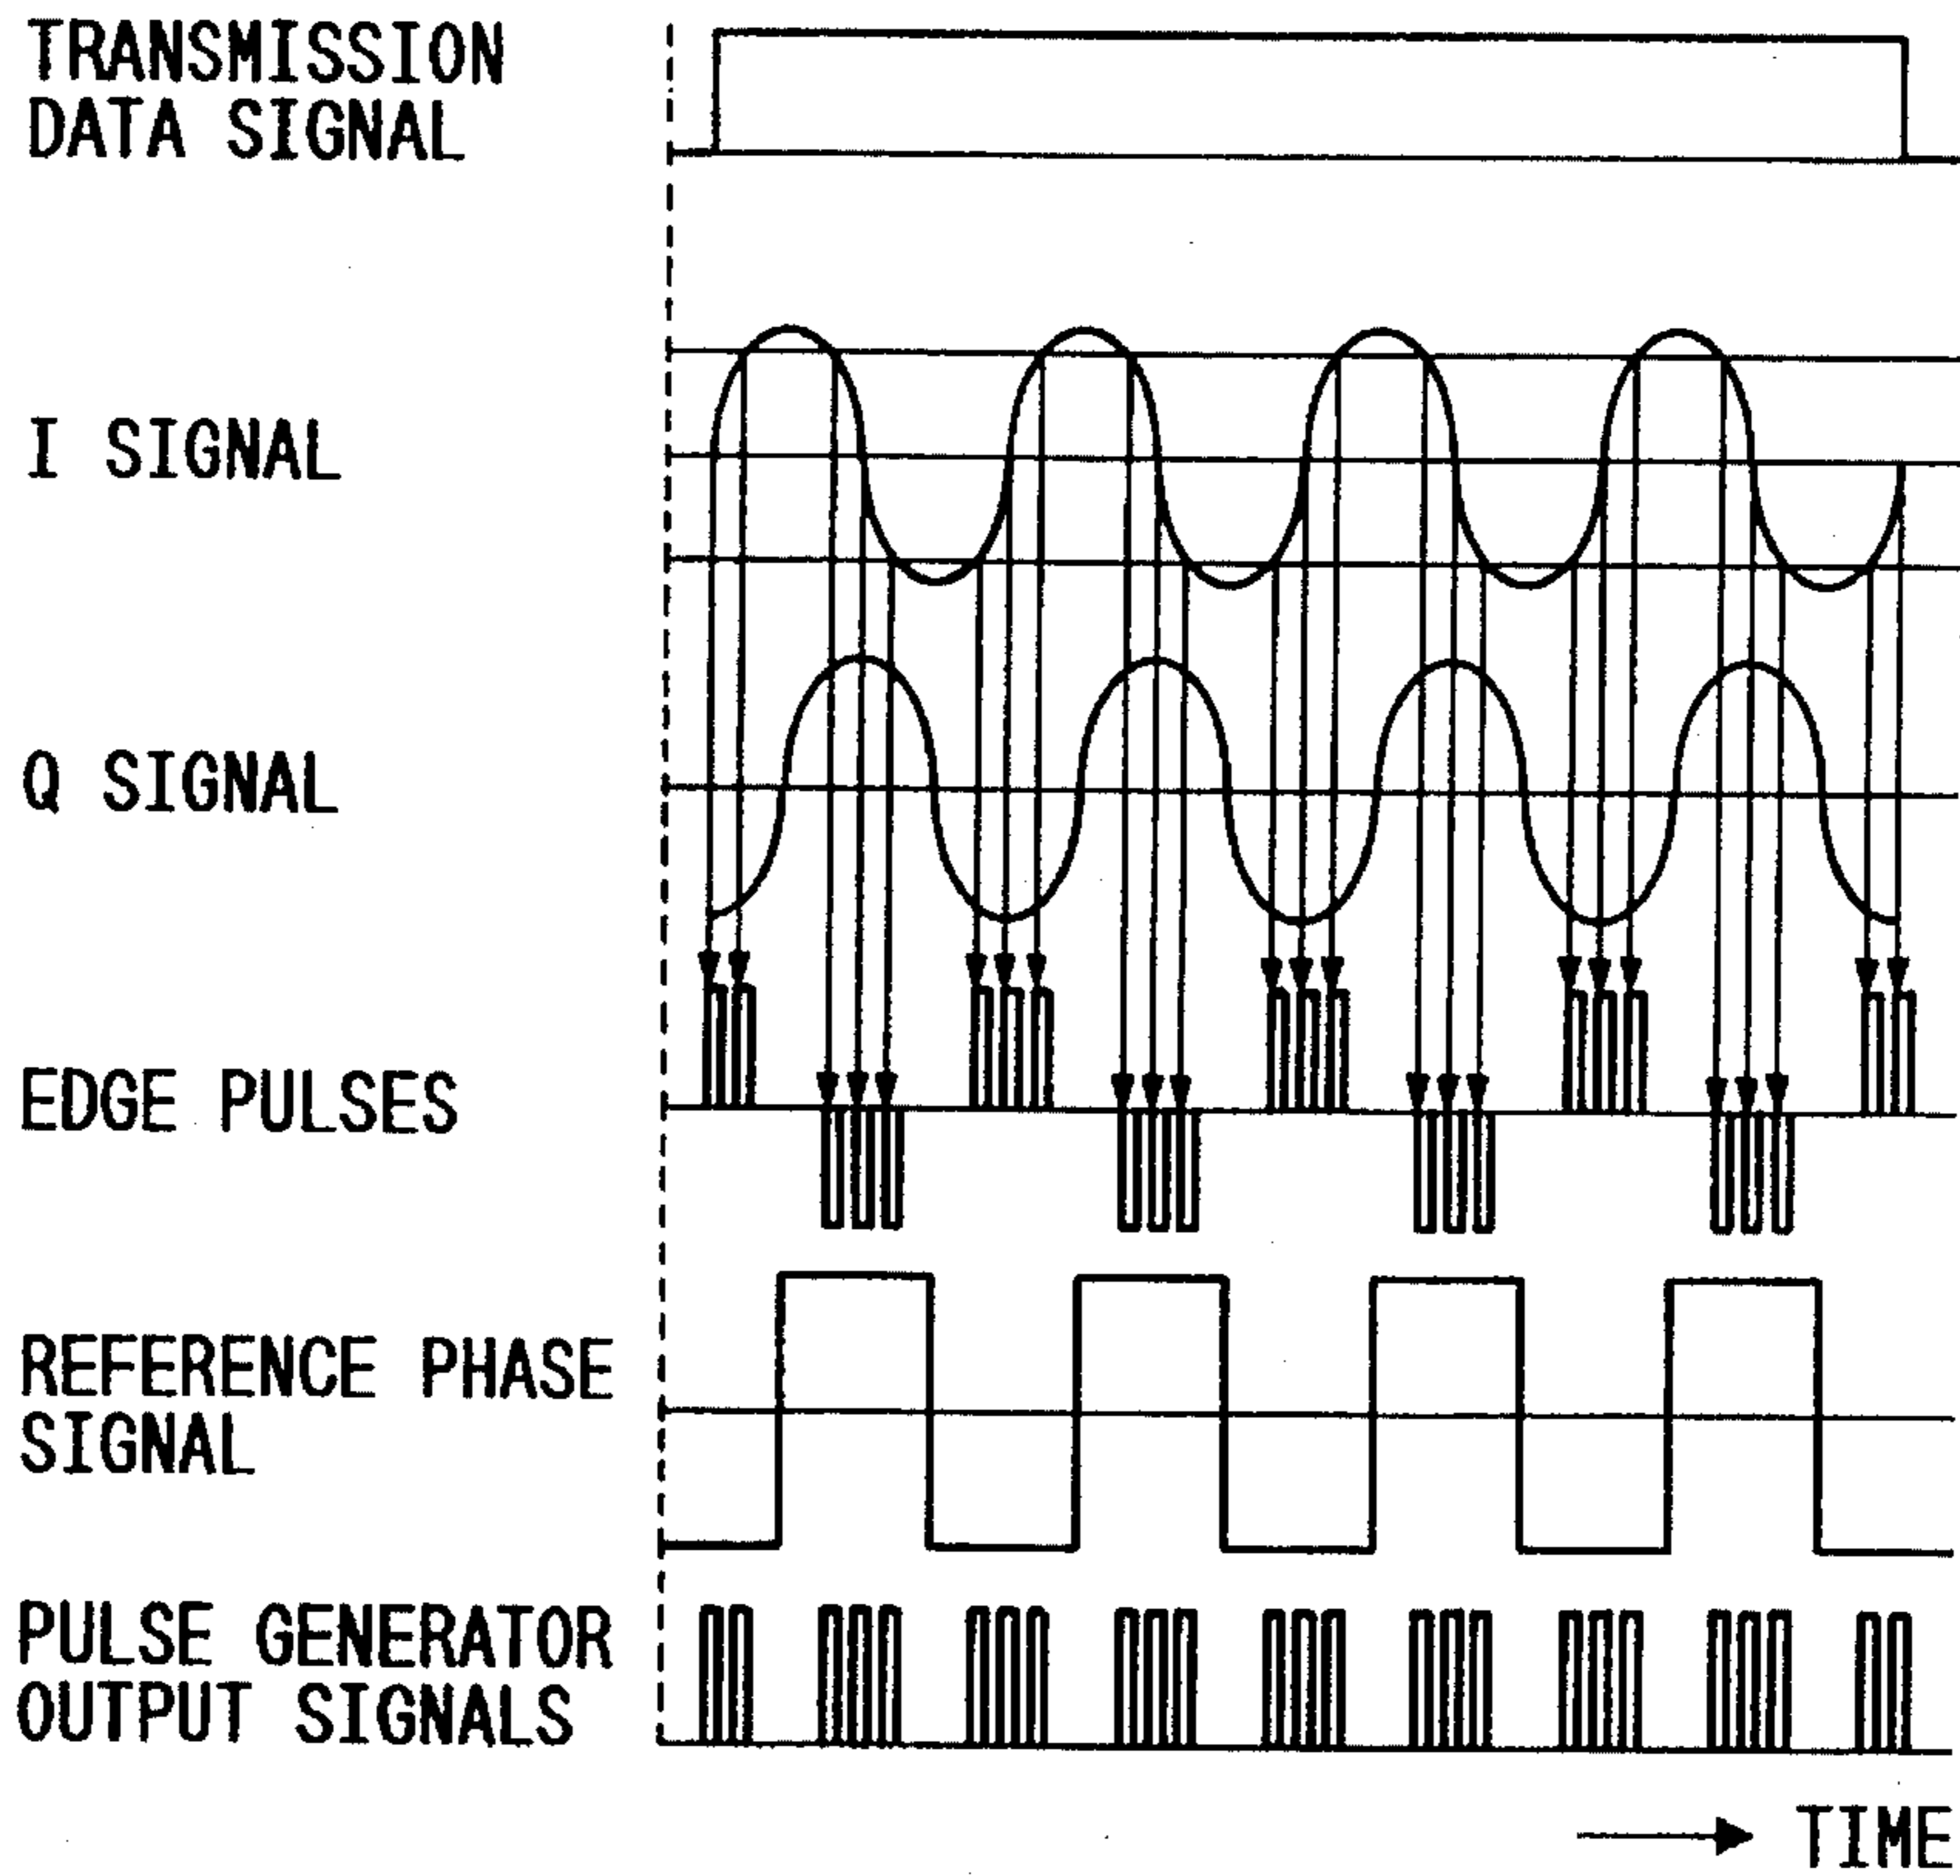 TRANSMISSION
DATA SIGNAL
I SIGNAL
Q SIGNAL
EDGE PULSES
REFERENCE PHASE
SIGNAL
PULSE GENERATOR
OUTPUT SIGNALS
TIME